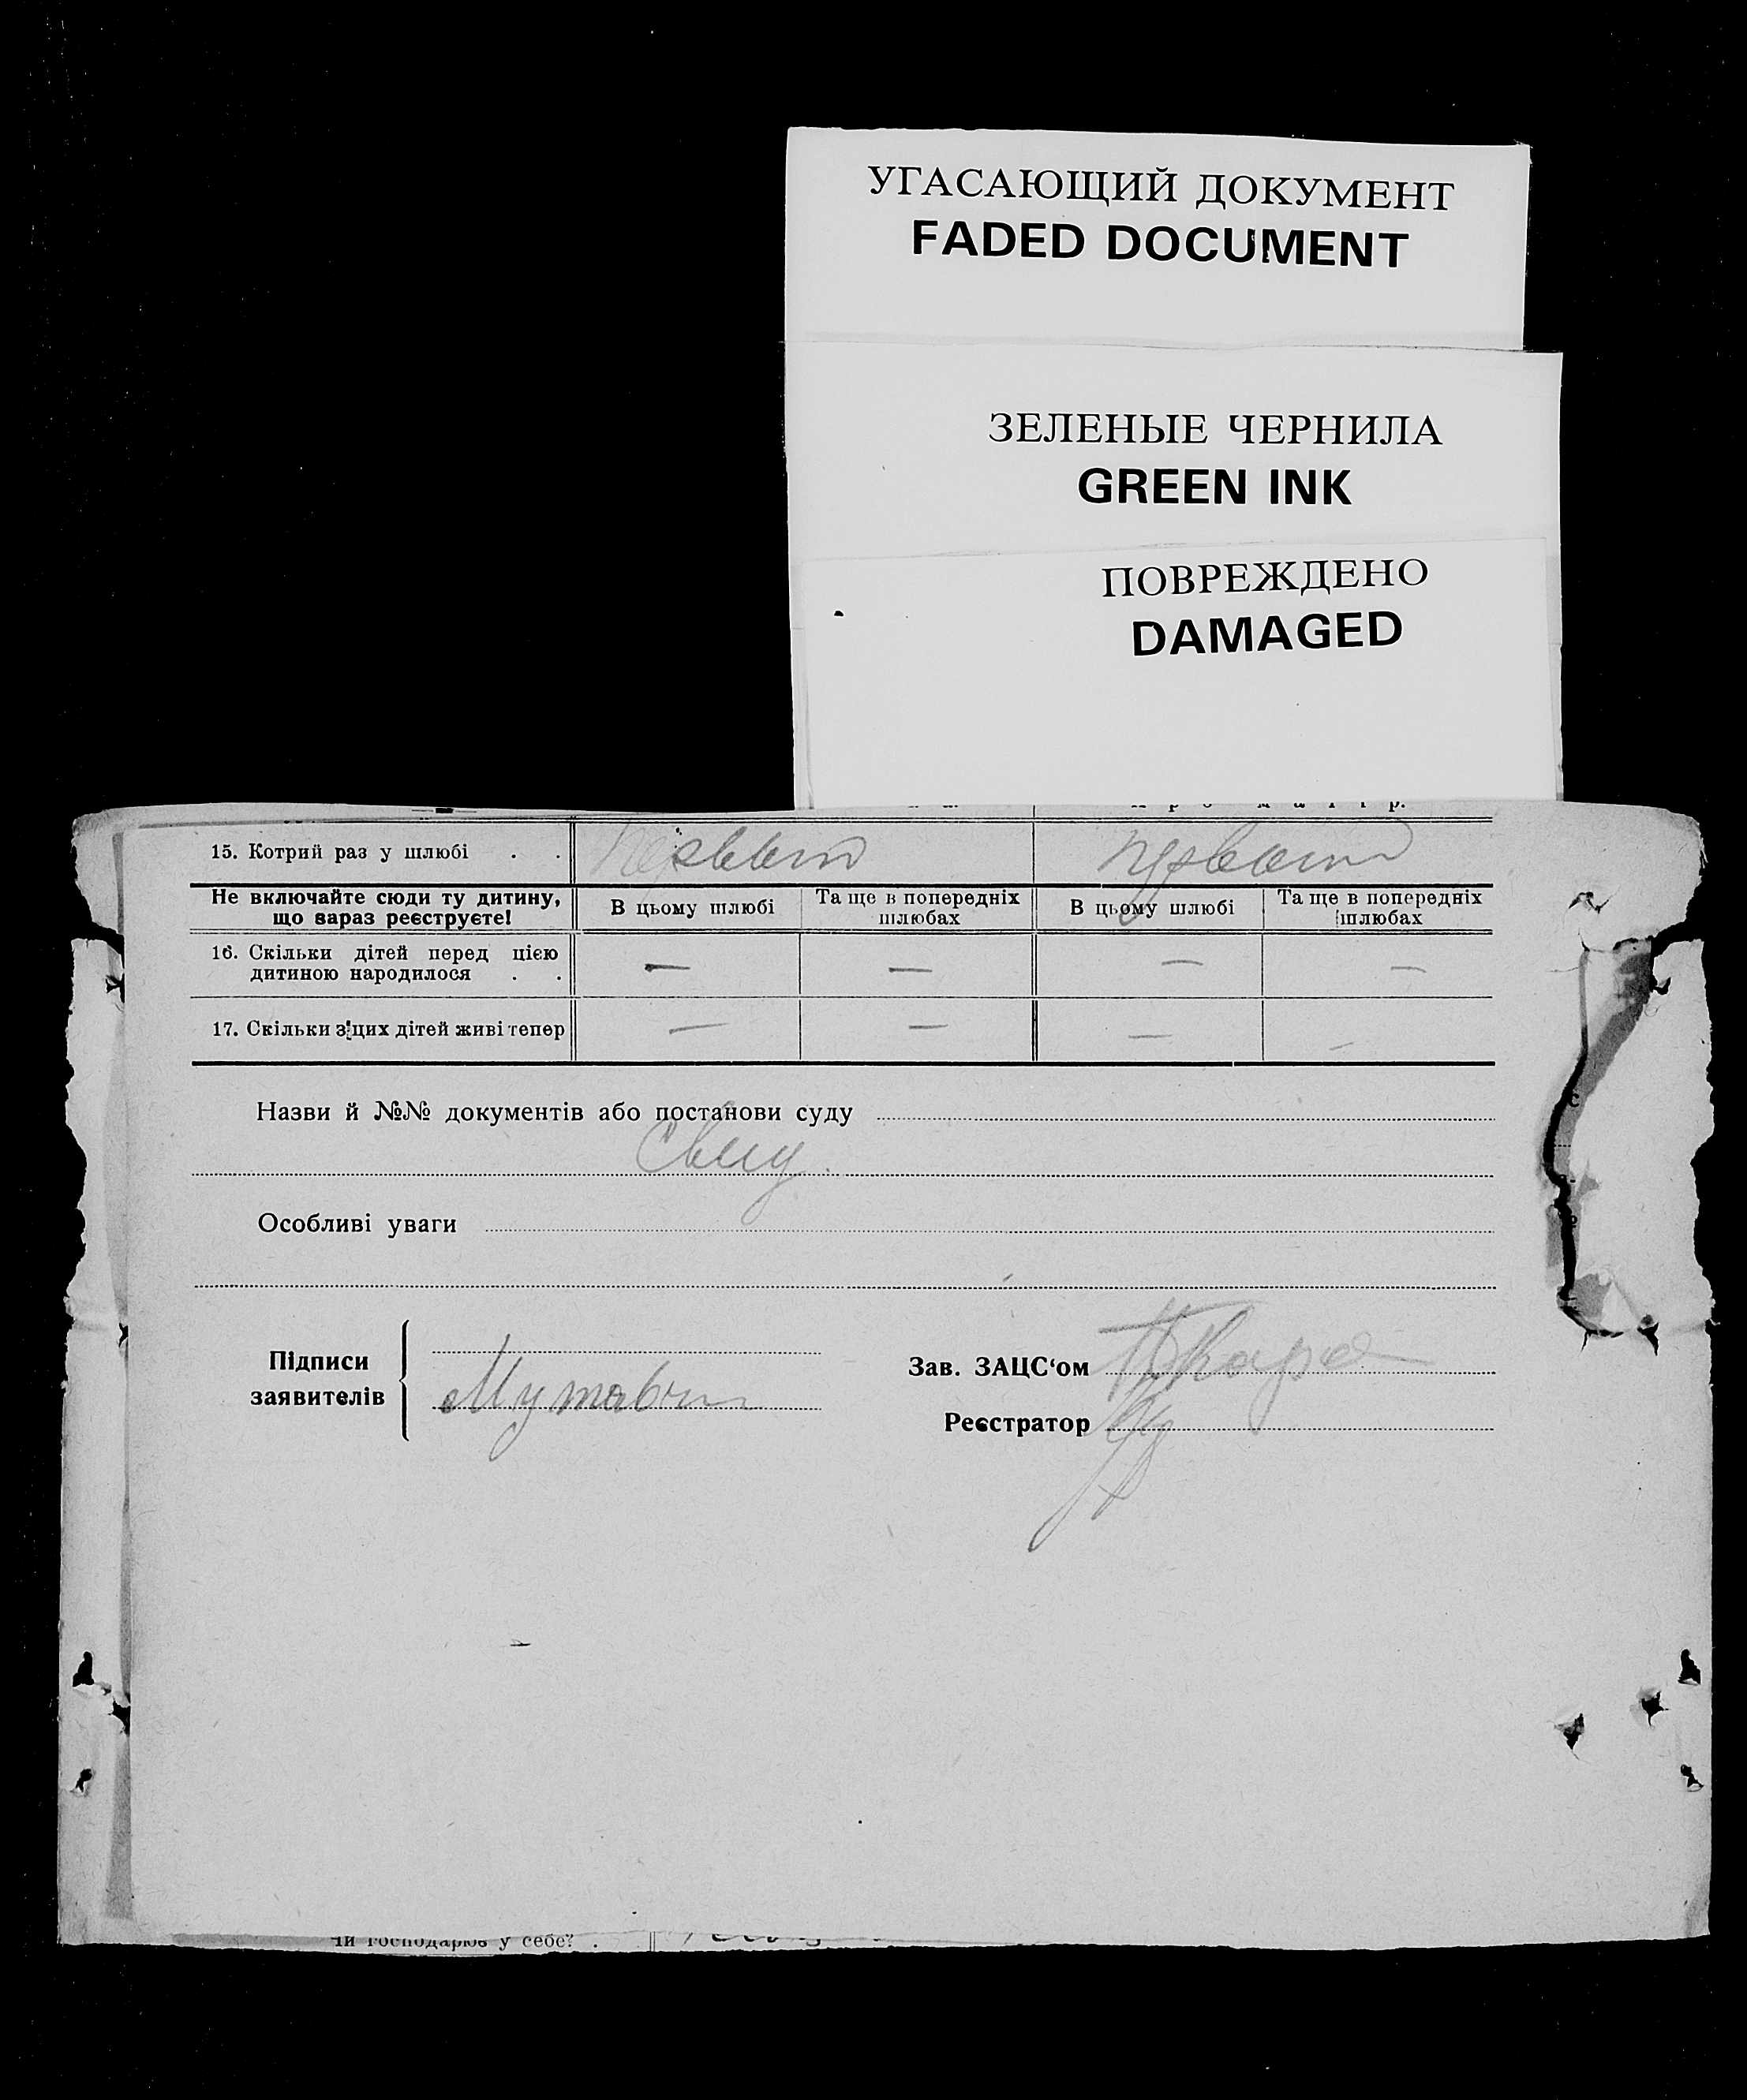 УГАСАЮЩИЙ ДОКУМЕНТ
FADED DOCUMENT
ЗЕЛЕНЫЕ ЧЕРНИЛА
GREEN INK
ПОВРЕЖДЕНО
DAMAGED
15. Котрий раз у шлюбі . .
Не включайте сюди ту дитину, що зараз реєструєте!
В цьому шлюбі
Та ще в попередніх шлюбах
В цьому шлюбі
Та ще в попередніх шлюбах
16. Скільки дітей перед цією дитиною народилося . . — — — —
17. Скільки з цих дітей живі тепер — — — —
Назви й №№ документів або постанови суду
Особливі уваги
Підписи заявителів
Зав. ЗАЦС‘ом
Реєстратор
Чи господарює у себе? .